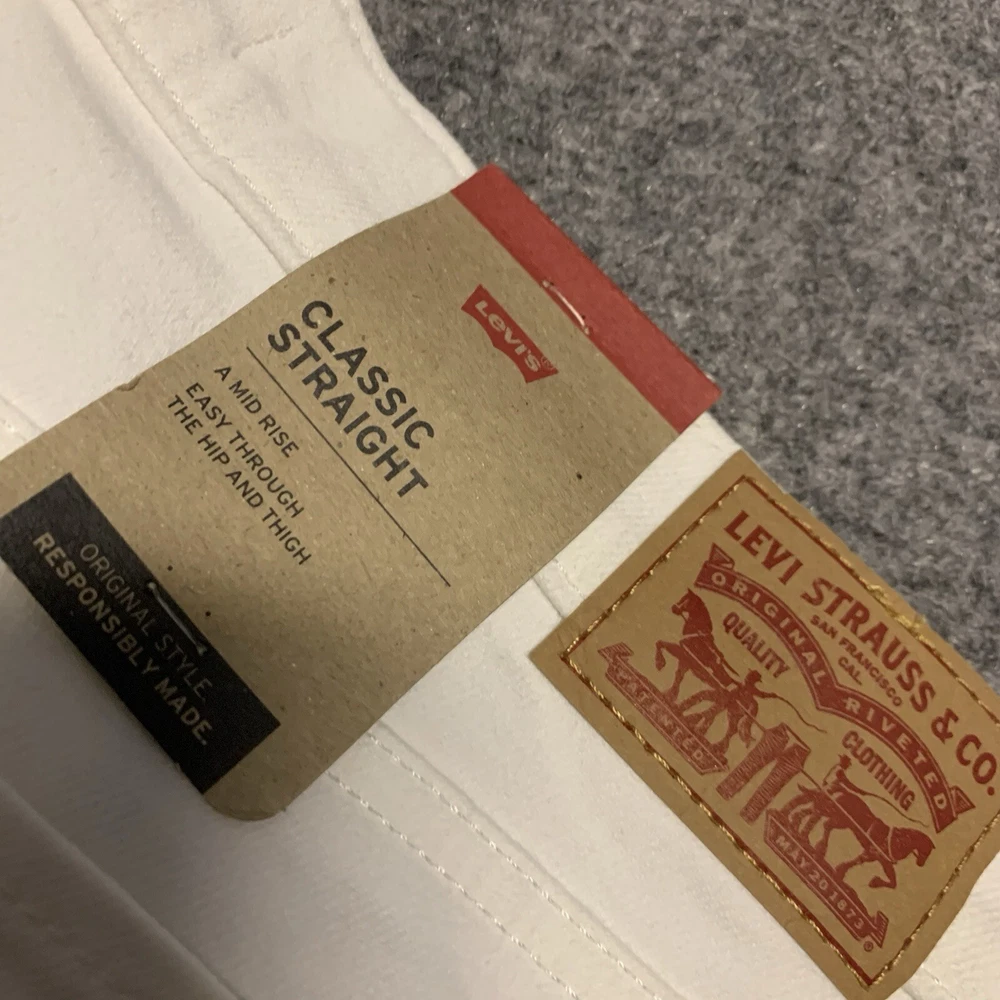 Levi's®
CLASSIC
STRAIGHT
A MID RISE
EASY THROUGH
THE HIP AND THIGH
ORIGINAL STYLE
RESPONSIBLY MADE.
LEVI STRAUSS & CO.
SAN FRANCISCO
CAL.
ORIGINAL RIVETED
QUALITY CLOTHING
PATENTED
MAY 20 1873
®